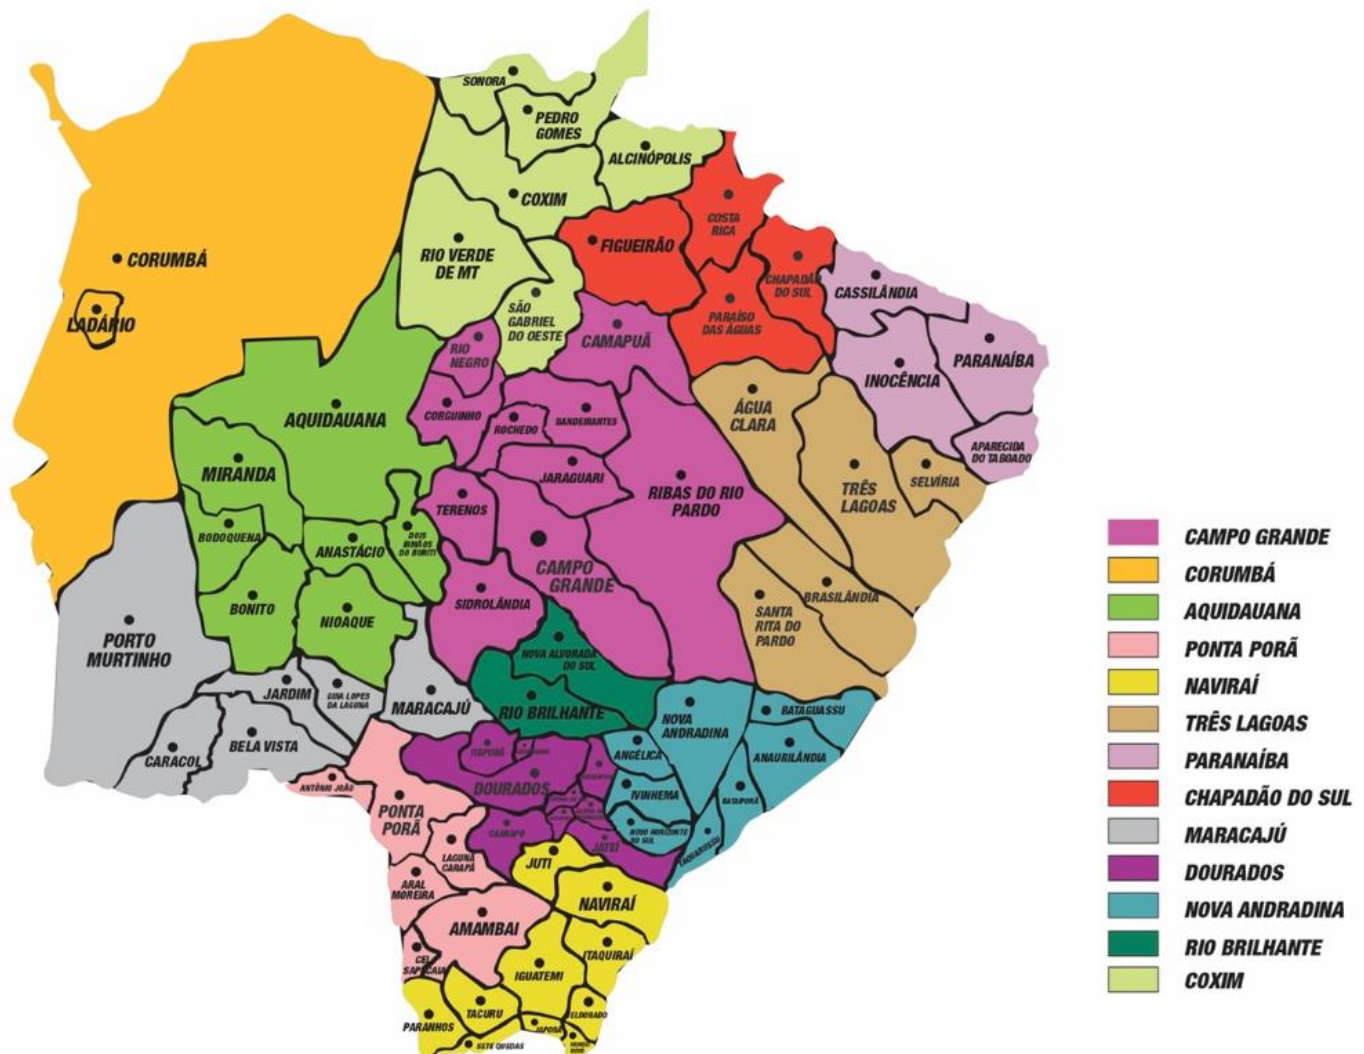 SONORA
PEDRO
GOMES
ALCINÓPOLIS
COXIM
COSTA
RICA
FIGUEIRÃO
RIO VERDE
DE MT
CORUMBÁ
CHAPADÃO
DO SUL
CASSILÂNDIA
LADÁRIO
SÃO
GABRIEL
DO OESTE
PARAÍSO
DAS ÁGUAS
CAMAPUÃ
RIO
NEGRO
PARANAÍBA
INOCÊNCIA
AQUIDAUANA
CORGUINHO
ROCHEDO
BANDEIRANTES
ÁGUA
CLARA
APARECIDA
DO TABOADO
MIRANDA
JARAGUARI
RIBAS DO RIO
PARDO
TRÊS
LAGOAS
SELVÍRIA
TERENOS
BODOQUENA
ANASTÁCIO
DOIS
IRMÃOS
DO BURITI
CAMPO
GRANDE
BONITO
NIOAQUE
SIDROLÂNDIA
SANTA
RITA DO
PARDO
BRASILÂNDIA
PORTO
MURTINHO
NOVA ALVORADA
DO SUL
JARDIM
GUIA LOPES
DA LAGUNA
MARACAJÚ
RIO BRILHANTE
NOVA
ANDRADINA
BATAGUASSU
CARACOL
BELA VISTA
ITAPORÃ
ANGÉLICA
ANAURILÂNDIA
ANTÔNIO JOÃO
DOURADOS
IVINHEMA
BATAIPORÃ
PONTA
PORÃ
CAARAPÓ
NOVO HORIZONTE
DO SUL
TAQUARUSSU
LAGUNA
CARAPÃ
JATEÍ
JUTI
ARAL
MOREIRA
NAVIRAÍ
AMAMBAI
CEL
SAPUCAIA
ITAQUIRAÍ
IGUATEMI
PARANHOS
TACURU
ELDORADO
JAPORÃ
SETE QUEDAS
MUNDO
NOVO
CAMPO GRANDE
CORUMBÁ
AQUIDAUANA
PONTA PORÃ
NAVIRAÍ
TRÊS LAGOAS
PARANAÍBA
CHAPADÃO DO SUL
MARACAJÚ
DOURADOS
NOVA ANDRADINA
RIO BRILHANTE
COXIM